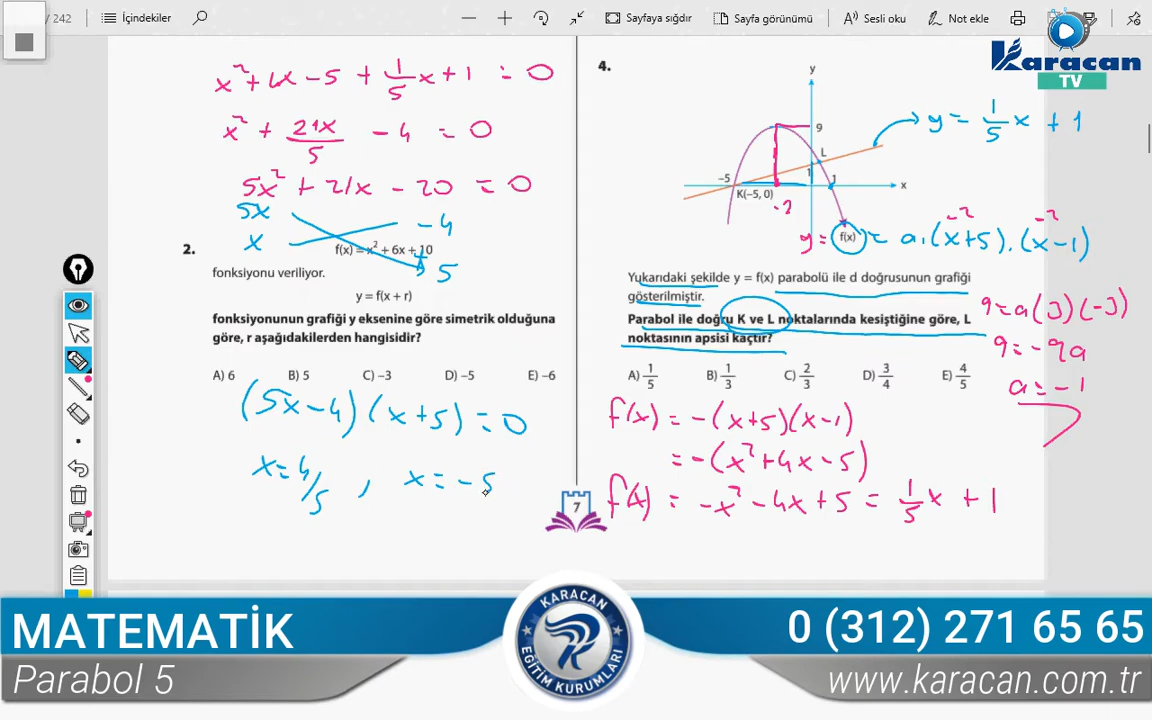 / 242
İçindekiler
Sayfaya sığdır
Sayfa görünümü
Sesli oku
Not ekle
Karacan
TV
x² + 4x - 5 + 1/5 x + 1 = 0
x² + 21x/5 - 4 = 0
5x² + 21x - 20 = 0
5x -4
x 5
2.
f(x) = x² + 6x + 10
fonksiyonu veriliyor.
y = f(x + r)
fonksiyonunun grafiği y eksenine göre simetrik olduğuna
göre, r aşağıdakilerden hangisidir?
A) 6 B) 5 C) –3 D) –5 E) –6
(5x-4)(x+5) = 0
x = 4/5 , x = -5
7
4.
y
9
L
1
–5
K(–5, 0)
-2
1
x
y = 1/5 x + 1
y = f(x) = a.(x+5).(x-1)
-2 -2
Yukarıdaki şekilde y = f(x) parabolü ile d doğrusunun grafiği
gösterilmiştir.
Parabol ile doğru K ve L noktalarında kesiştiğine göre, L
noktasının apsisi kaçtır?
9 = a(3)(-3)
9 = -9a
a = -1
A) 1/5 B) 1/3 C) 2/3 D) 3/4 E) 4/5
f(x) = -(x+5)(x-1)
= -(x² + 4x - 5)
f(x) = -x² - 4x + 5 = 1/5 x + 1
MATEMATİK
Parabol 5
KARACAN
EĞİTİM KURUMLARI
0 (312) 271 65 65
www.karacan.com.tr